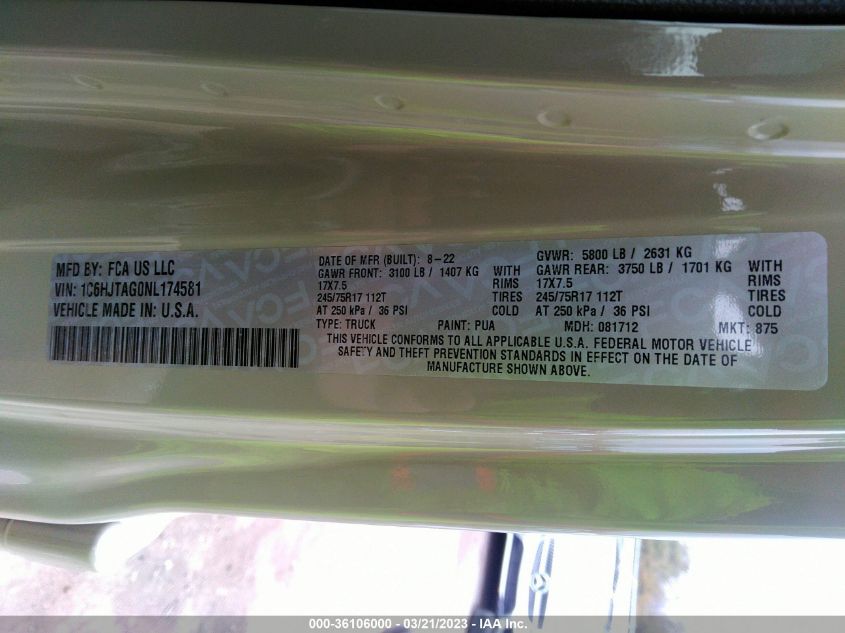 MFD BY: FCA US LLC
VIN: 1C6HJTAG0NL174581
VEHICLE MADE IN: U.S.A.
DATE OF MFR (BUILT): 8-22
GAWR FRONT: 3100 LB / 1407 KG WITH
17X7.5 RIMS
245/75R17 112T TIRES
AT 250 kPa / 36 PSI COLD
GVWR: 5800 LB / 2631 KG
GAWR REAR: 3750 LB / 1701 KG WITH
17X7.5 RIMS
245/75R17 112T TIRES
AT 250 kPa / 36 PSI COLD
TYPE: TRUCK PAINT: PUA MDH: 081712 MKT: 875
THIS VEHICLE CONFORMS TO ALL APPLICABLE U.S.A. FEDERAL MOTOR VEHICLE
SAFETY AND THEFT PREVENTION STANDARDS IN EFFECT ON THE DATE OF
MANUFACTURE SHOWN ABOVE.
000-36106000 - 03/21/2023 - IAA Inc.